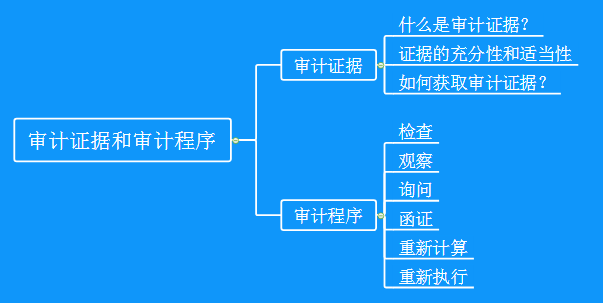 审计证据和审计程序
审计证据
什么是审计证据？
证据的充分性和适当性
如何获取审计证据？
审计程序
检查
观察
询问
函证
重新计算
重新执行